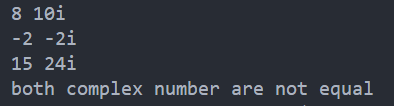 8 10i
-2 -2i
15 24i
both complex number are not equal